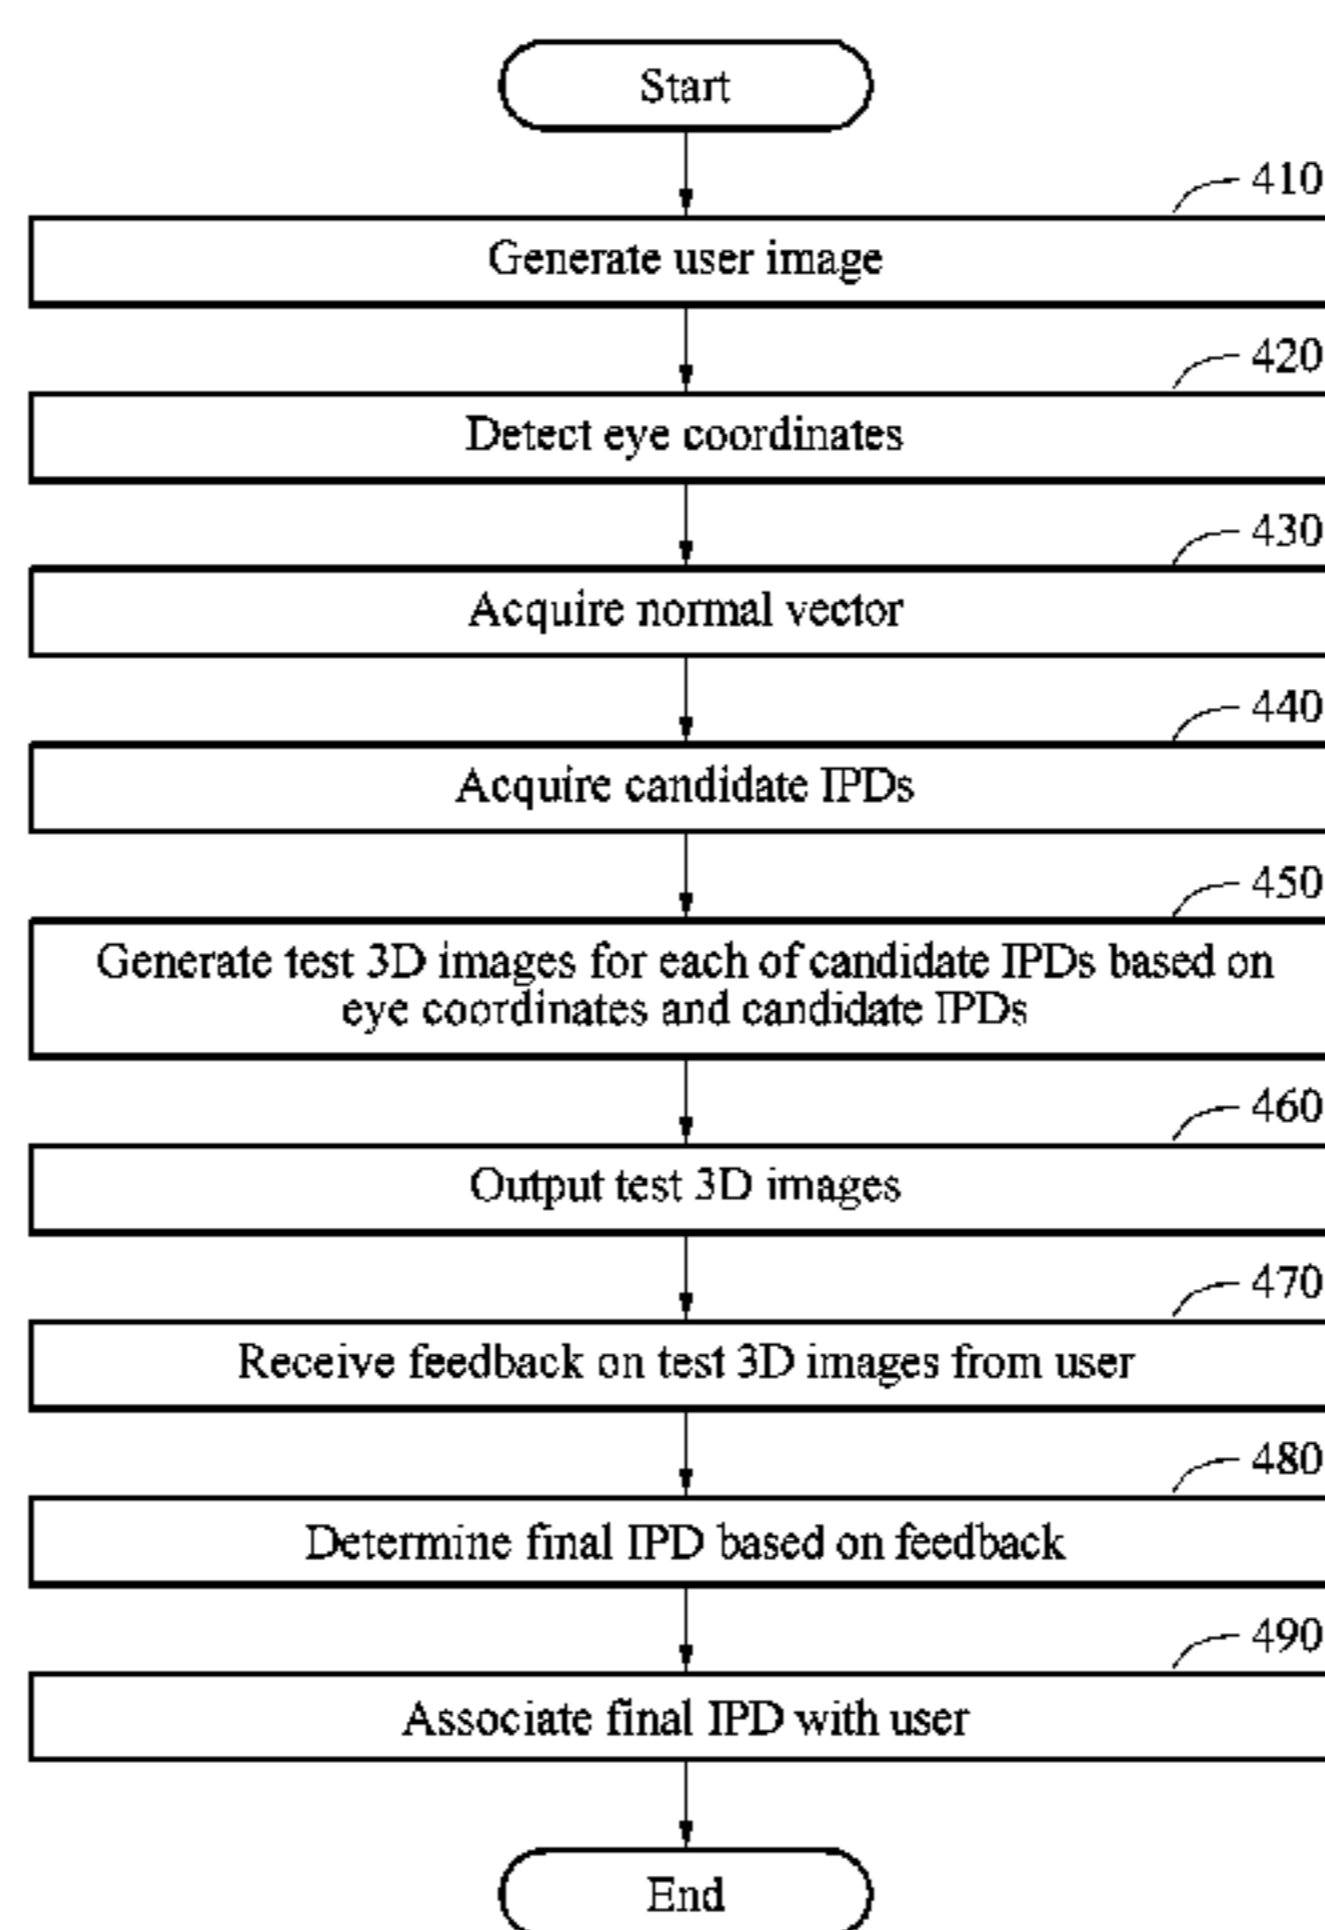 Start
410
Generate user image
420
Detect eye coordinates
430
Acquire normal vector
440
Acquire candidate IPDs
450
Generate test 3D images for each of candidate IPDs based on
eye coordinates and candidate IPDs
460
Output test 3D images
470
Receive feedback on test 3D images from user
480
Determine final IPD based on feedback
490
Associate final IPD with user
End